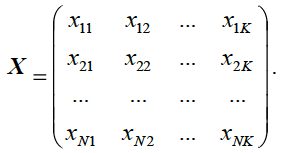 x₁₁ x₁₂ ... x₁K
X = x₂₁ x₂₂ ... x₂K .
... ... ... ...
xN₁ xN₂ ... xNK